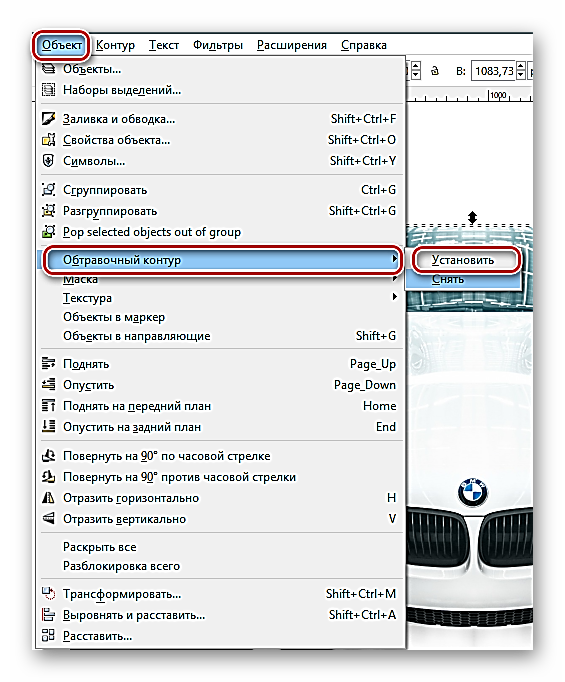 Объект Контур Текст Фильтры Расширения Справка
Объекты...
Наборы выделений...
В: 1083,73
1000
Заливка и обводка... Shift+Ctrl+F
Свойства объекта... Shift+Ctrl+O
Символы... Shift+Ctrl+Y
Сгруппировать Ctrl+G
Разгруппировать Shift+Ctrl+G
Pop selected objects out of group
Обтравочный контур
Установить
Маска
Снять
Текстура
Объекты в маркер
Объекты в направляющие Shift+G
Поднять Page_Up
Опустить Page_Down
Поднять на передний план Home
Опустить на задний план End
Повернуть на 90° по часовой стрелке
Повернуть на 90° против часовой стрелки
Отразить горизонтально H
Отразить вертикально V
BMW
Раскрыть все
Разблокировка всего
Трансформировать... Shift+Ctrl+M
Выровнять и расставить... Shift+Ctrl+A
Расставить...